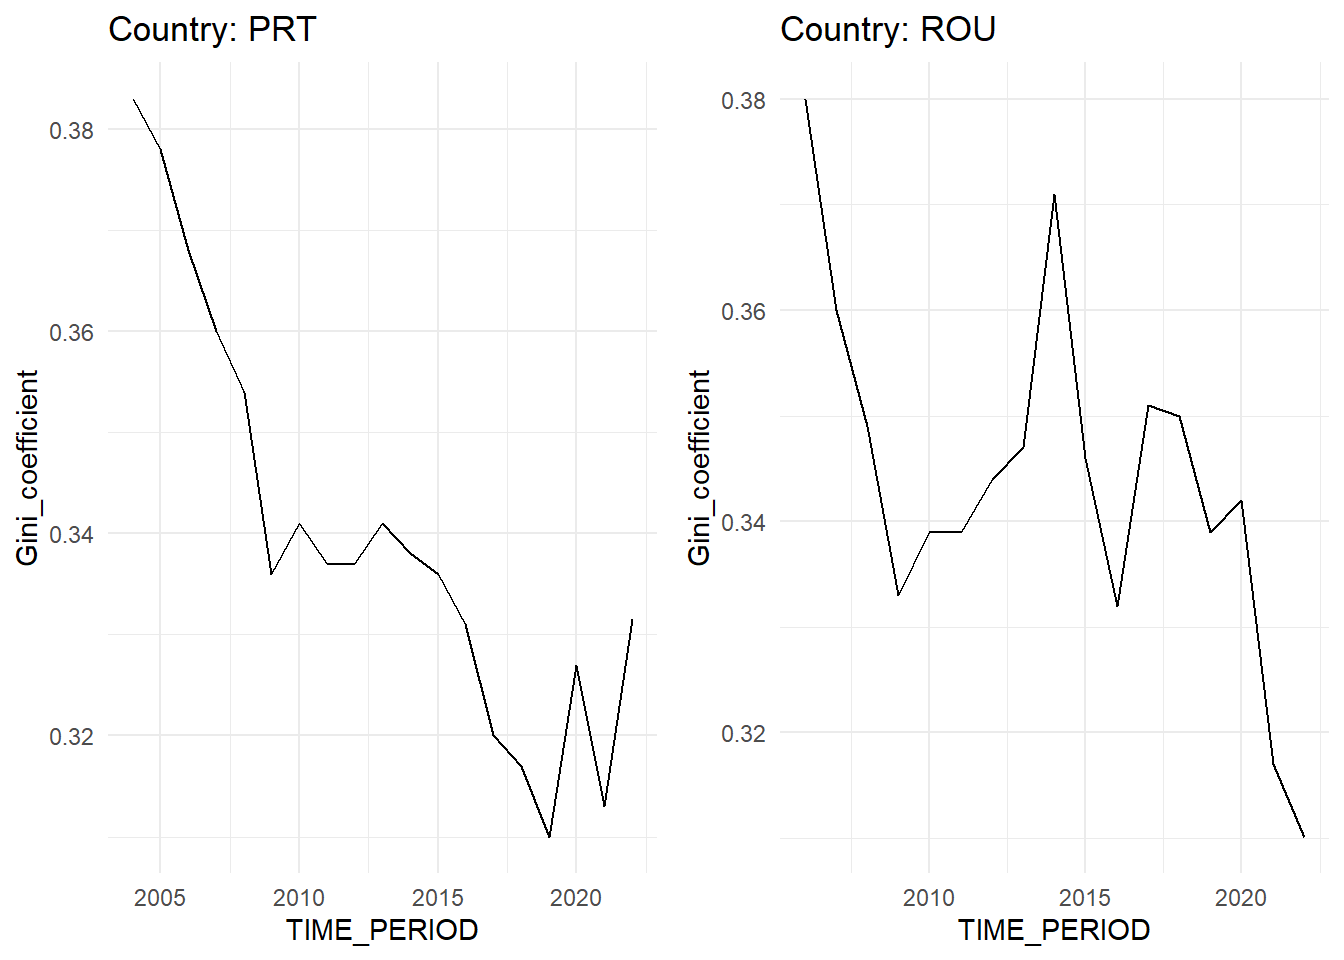 Country: PRT
Gini_coefficient
0.38
0.36
0.34
0.32
2005 2010 2015 2020
TIME_PERIOD
Country: ROU
Gini_coefficient
0.38
0.36
0.34
0.32
2010 2015 2020
TIME_PERIOD